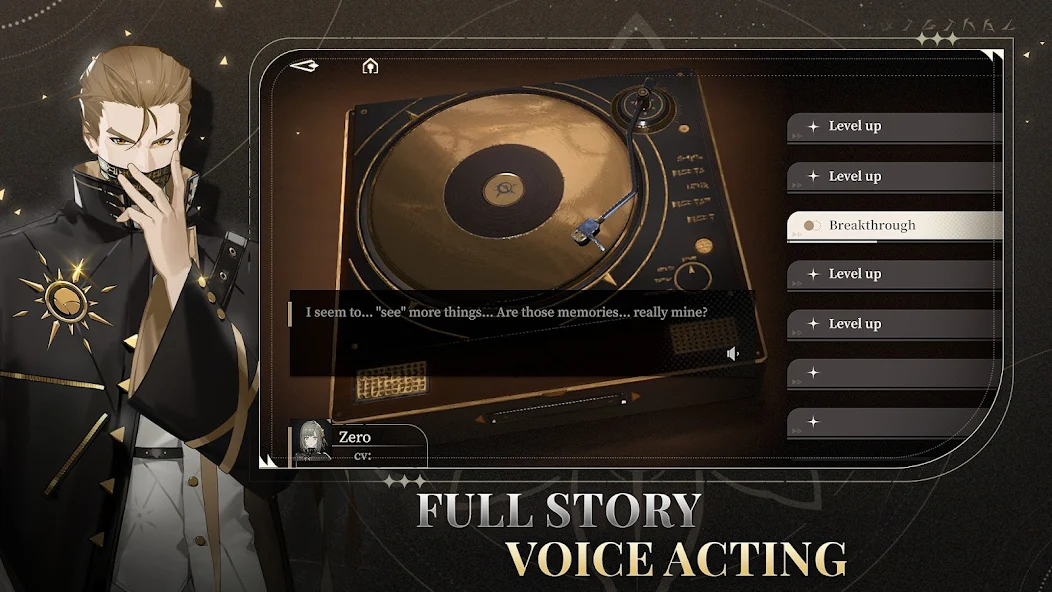 Level up
Level up
Breakthrough
Level up
Level up
I seem to... "see" more things... Are those memories... really mine?
Zero
cv:
FULL STORY
VOICE ACTING